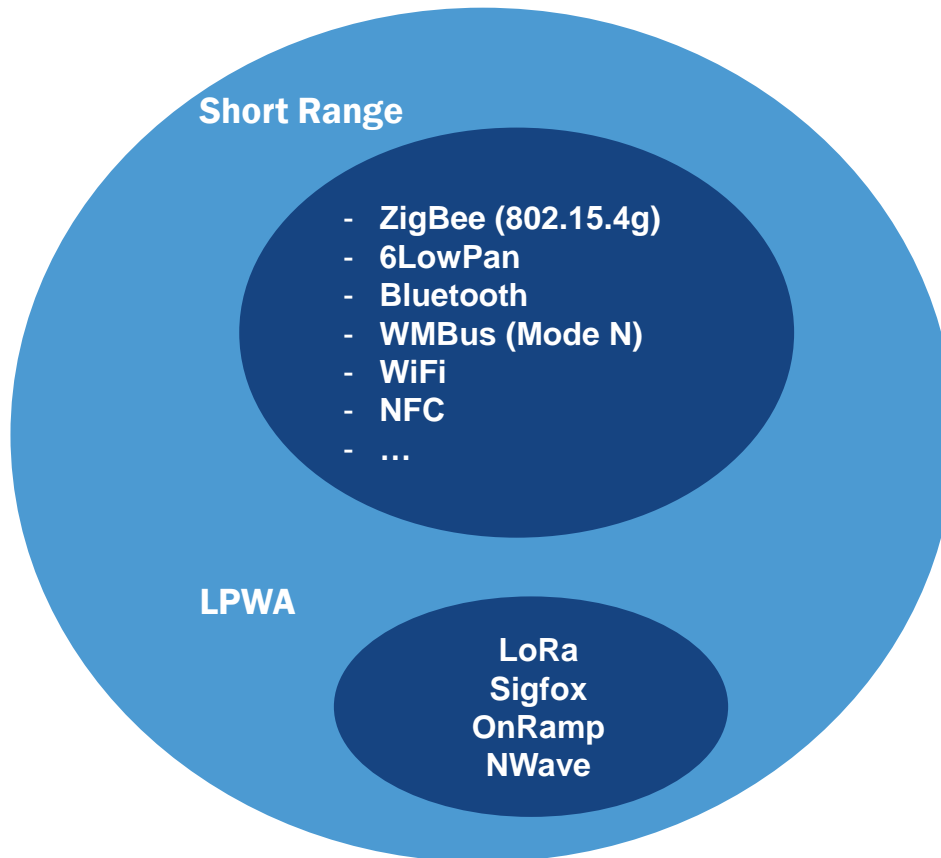 Short Range
- ZigBee (802.15.4g)
- 6LowPan
- Bluetooth
- WMBus (Mode N)
- WiFi
- NFC
- …
LPWA
LoRa
Sigfox
OnRamp
NWave